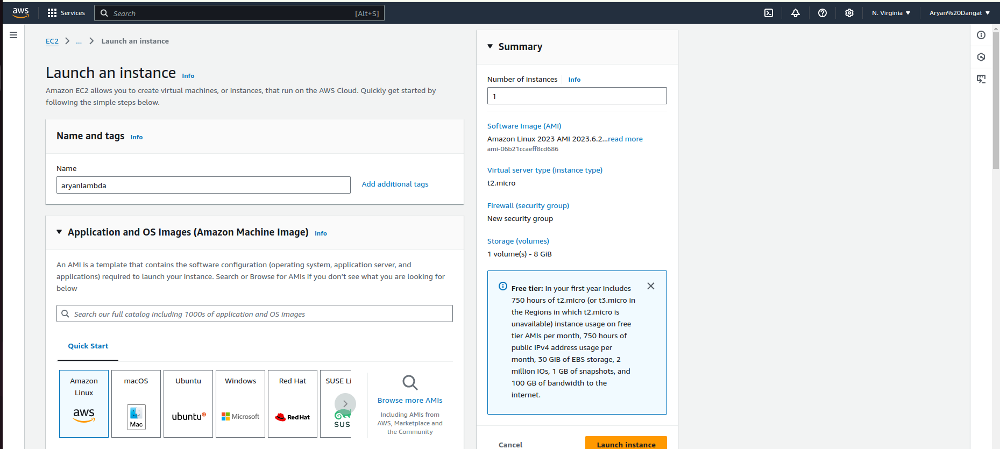 aws
Services
Search
[Alt+S]
N. Virginia
Aryan%20Dangat
EC2
...
Launch an instance
Launch an instance Info
Amazon EC2 allows you to create virtual machines, or instances, that run on the AWS Cloud. Quickly get started by
following the simple steps below.
Name and tags Info
Name
aryanlambda
Add additional tags
Application and OS Images (Amazon Machine Image) Info
An AMI is a template that contains the software configuration (operating system, application server, and
applications) required to launch your instance. Search or Browse for AMIs if you don't see what you are looking for
below
Search our full catalog including 1000s of application and OS images
Quick Start
Amazon
Linux
aws
macOS
Mac
Ubuntu
ubuntu
Windows
Microsoft
Red Hat
Red Hat
SUSE LI
SUS
Browse more AMIs
Including AMIs from
AWS, Marketplace and
the Community
Summary
Number of instances Info
1
Software Image (AMI)
Amazon Linux 2023 AMI 2023.6.2...read more
ami-06b21ccaeff8cd686
Virtual server type (instance type)
t2.micro
Firewall (security group)
New security group
Storage (volumes)
1 volume(s) - 8 GiB
Free tier: In your first year includes
750 hours of t2.micro (or t3.micro in
the Regions in which t2.micro is
unavailable) instance usage on free
tier AMIs per month, 750 hours of
public IPv4 address usage per
month, 30 GiB of EBS storage, 2
million IOs, 1 GB of snapshots, and
100 GB of bandwidth to the
internet.
Cancel
Launch instance